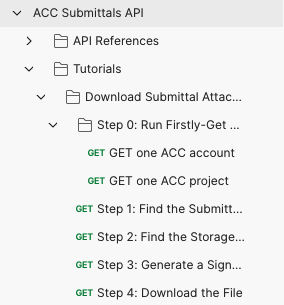 ACC Submittals API
API References
Tutorials
Download Submittal Attac...
Step 0: Run Firstly-Get ...
GET GET one ACC account
GET GET one ACC project
GET Step 1: Find the Submitt...
GET Step 2: Find the Storage...
GET Step 3: Generate a Sign...
GET Step 4: Download the File